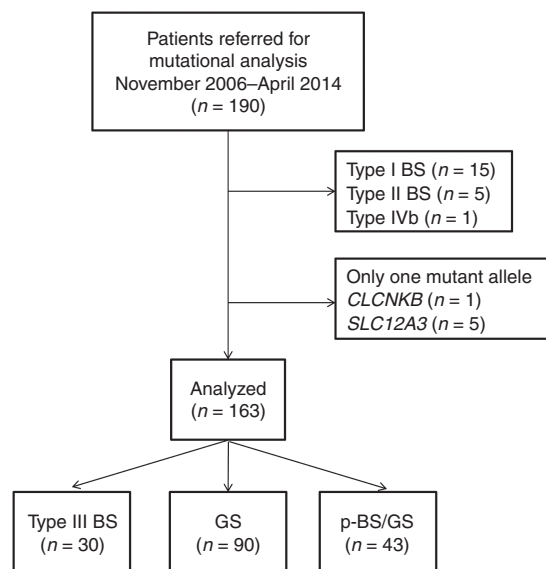 Patients referred for
mutational analysis
November 2006–April 2014
(n = 190)
Type I BS (n = 15)
Type II BS (n = 5)
Type IVb (n = 1)
Only one mutant allele
CLCNKB (n = 1)
SLC12A3 (n = 5)
Analyzed
(n = 163)
Type III BS
(n = 30)
GS
(n = 90)
p-BS/GS
(n = 43)